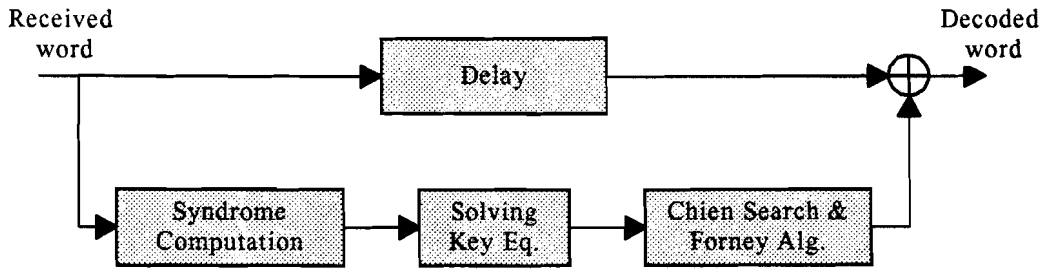 Received
word
Decoded
word
Delay
Syndrome
Computation
Solving
Key Eq.
Chien Search &
Forney Alg.